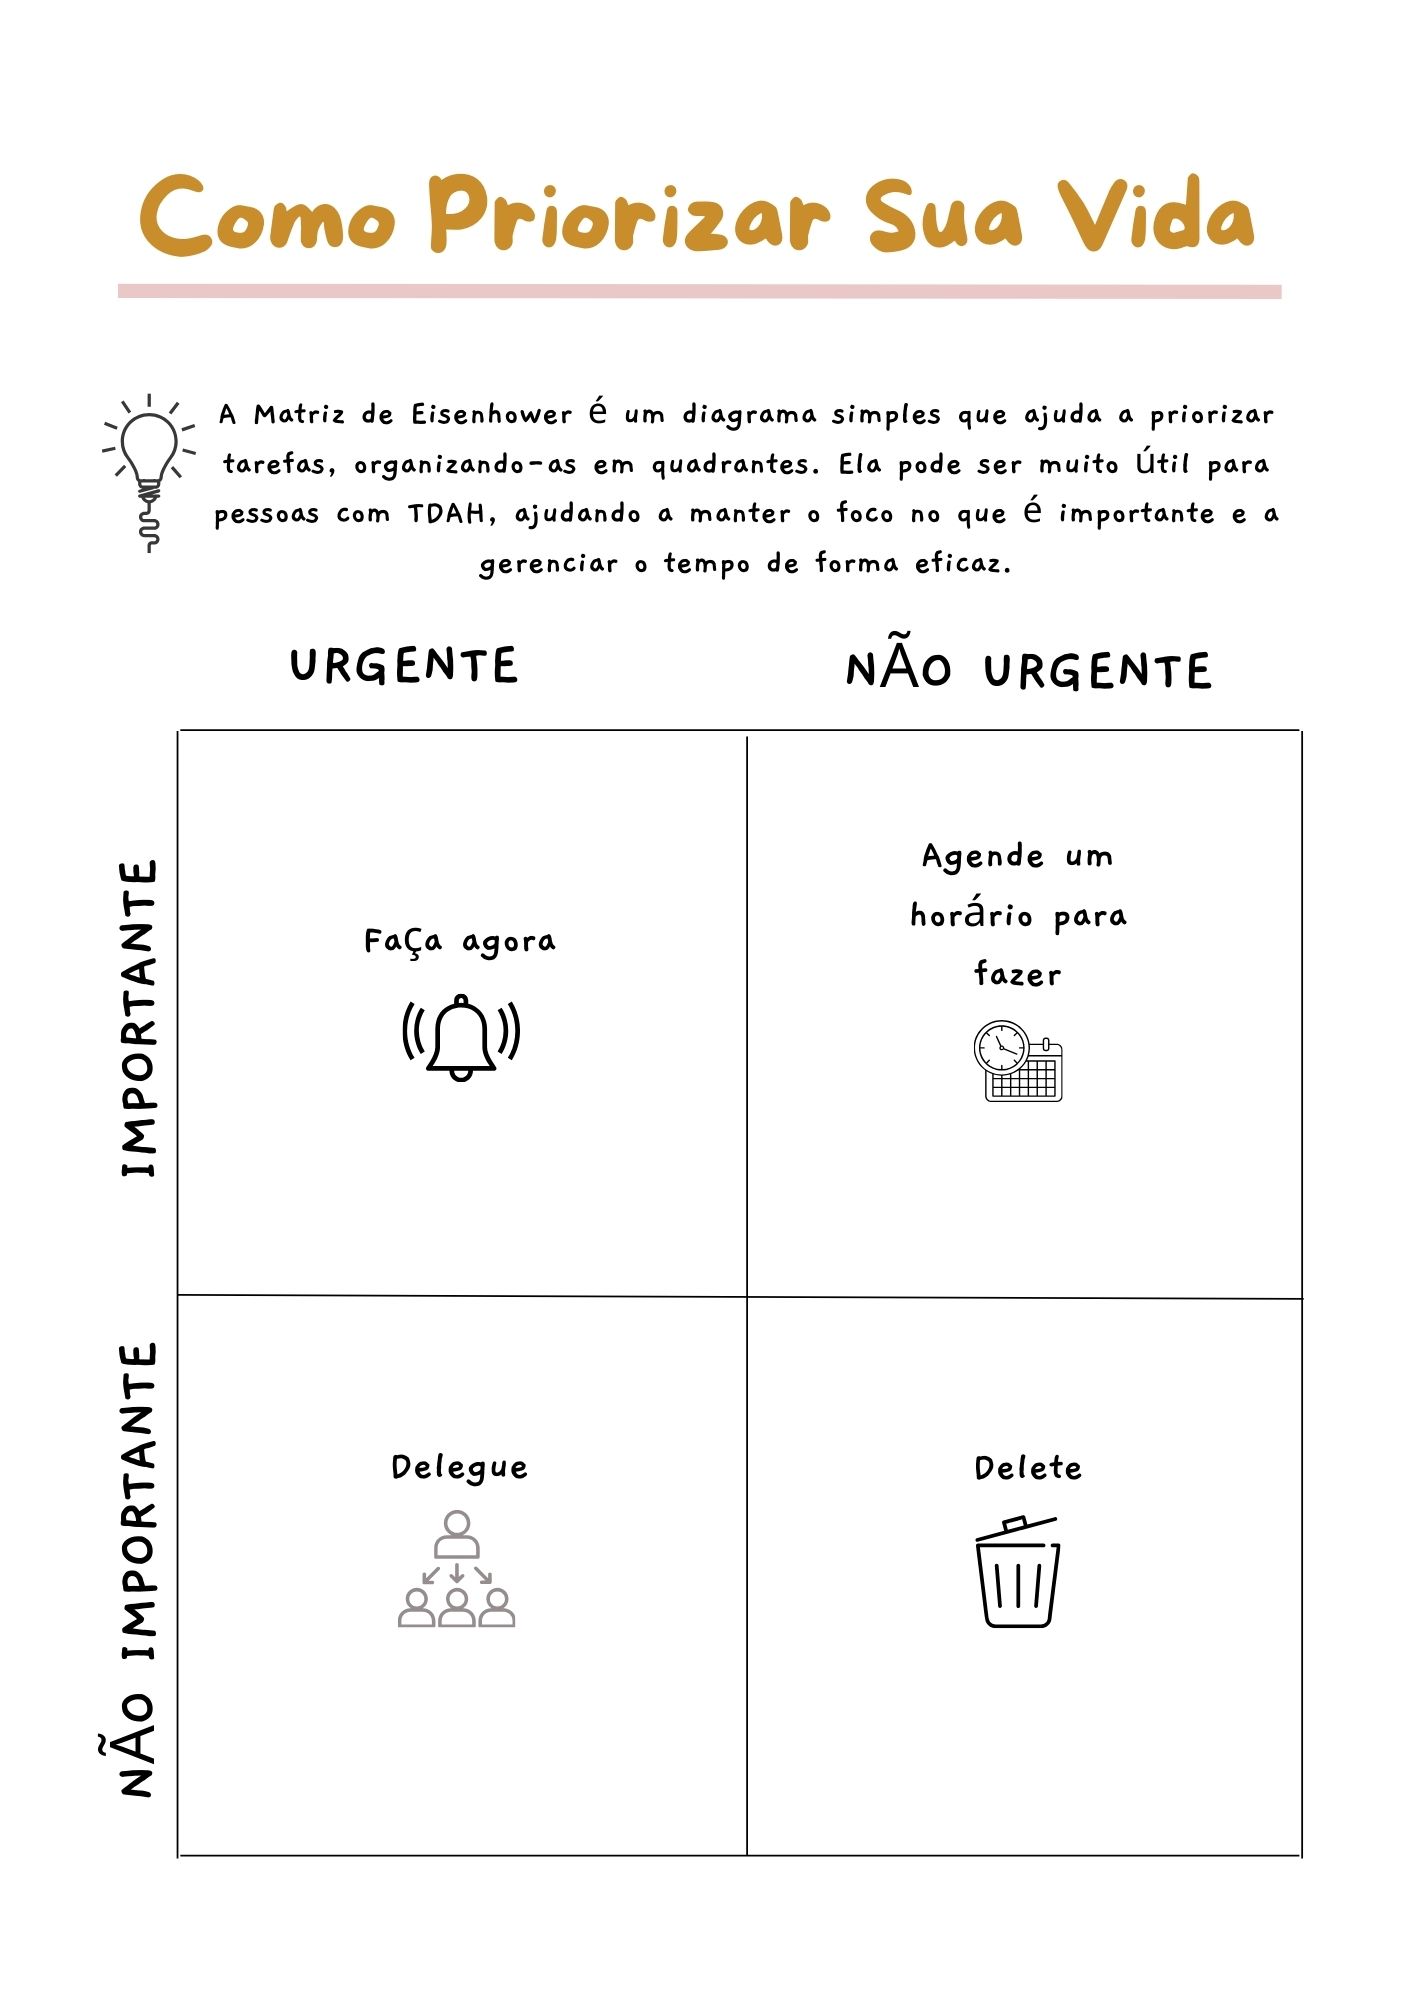 Como Priorizar Sua Vida
A Matriz de Eisenhower é um diagrama simples que ajuda a priorizar
tarefas, organizando-as em quadrantes. Ela pode ser muito Útil para
pessoas com TDAH, ajudando a manter o foco no que é importante e a
gerenciar o tempo de forma eficaz.
URGENTE
NÃO URGENTE
IMPORTANTE
Faça agora
Agende um
horário para
fazer
NÃO IMPORTANTE
Delegue
Delete